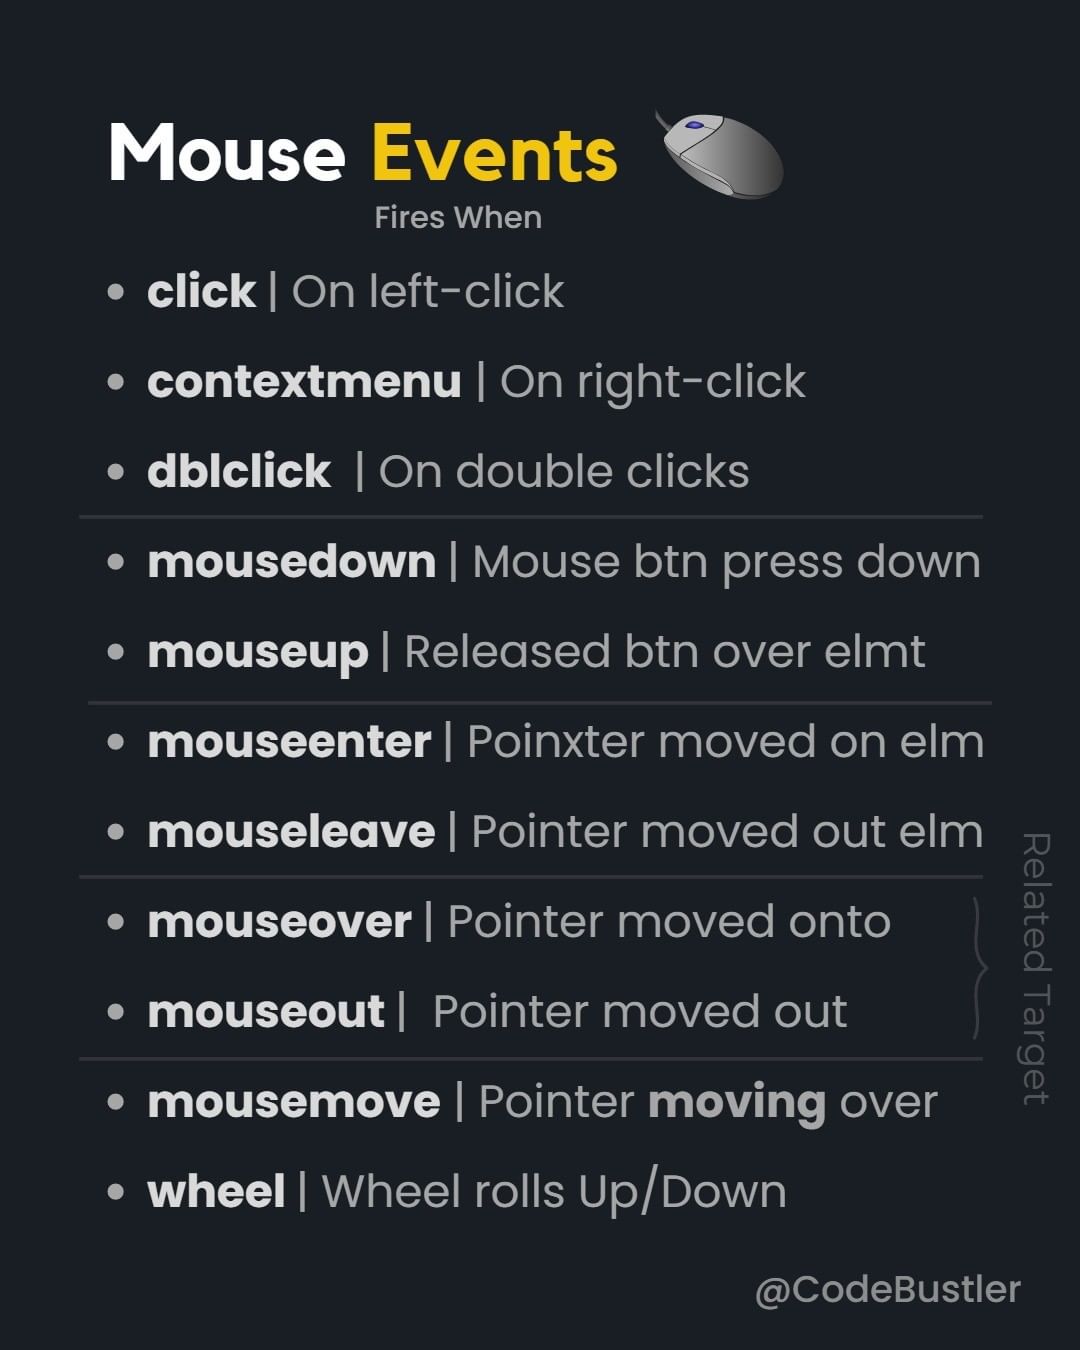 Mouse Events
Fires When
• click | On left-click
• contextmenu | On right-click
• dblclick | On double clicks
• mousedown | Mouse btn press down
• mouseup | Released btn over elmt
• mouseenter | Poinxter moved on elm
• mouseleave | Pointer moved out elm
• mouseover | Pointer moved onto
• mouseout | Pointer moved out
Related Target
• mousemove | Pointer moving over
• wheel | Wheel rolls Up/Down
@CodeBustler